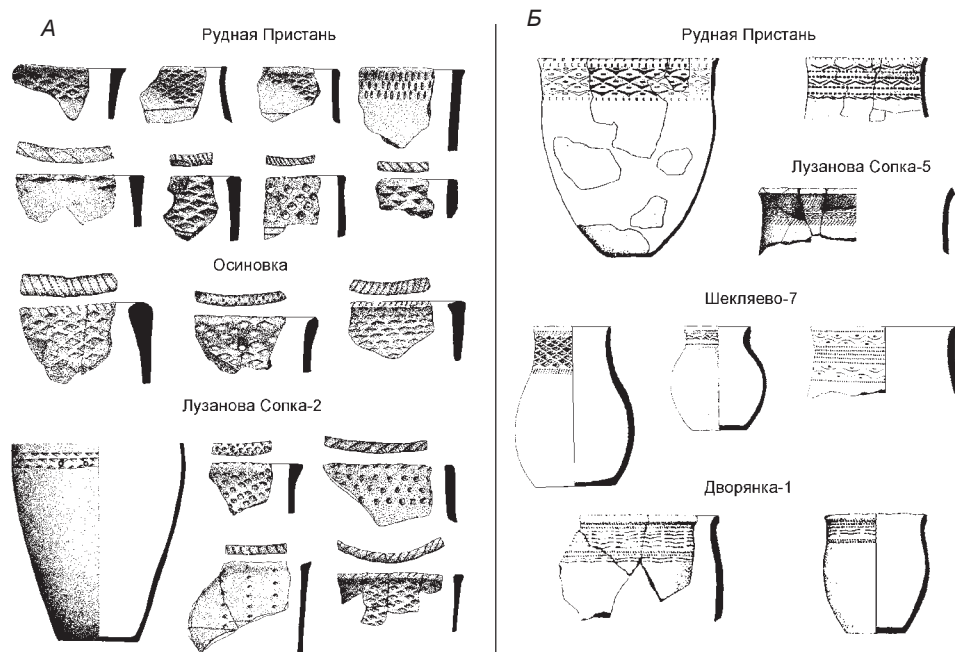 А
Рудная Пристань
Осиновка
Лузанова Сопка-2
Б
Рудная Пристань
Лузанова Сопка-5
Шекляево-7
Дворянка-1